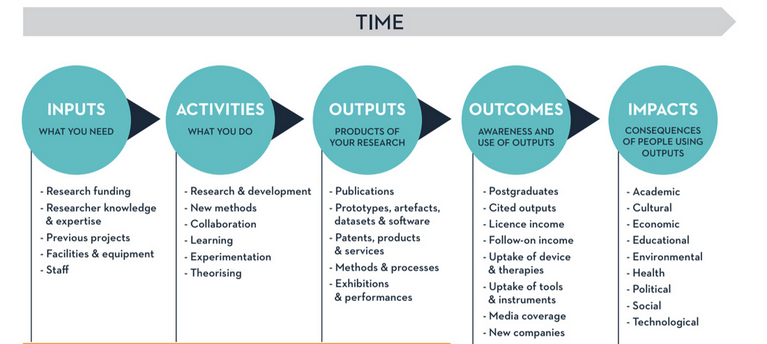 TIME
INPUTS
WHAT YOU NEED
- Research funding
- Researcher knowledge
& expertise
- Previous projects
- Facilities & equipment
- Staff
ACTIVITIES
WHAT YOU DO
- Research & development
- New methods
- Collaboration
- Learning
- Experimentation
- Theorising
OUTPUTS
PRODUCTS OF
YOUR RESEARCH
- Publications
- Prototypes, artefacts,
datasets & software
- Patents, products
& services
- Methods & processes
- Exhibitions
& performances
OUTCOMES
AWARENESS AND
USE OF OUTPUTS
- Postgraduates
- Cited outputs
- Licence income
- Follow-on income
- Uptake of device
& therapies
- Uptake of tools
& instruments
- Media coverage
- New companies
IMPACTS
CONSEQUENCES
OF PEOPLE USING
OUTPUTS
- Academic
- Cultural
- Economic
- Educational
- Environmental
- Health
- Political
- Social
- Technological